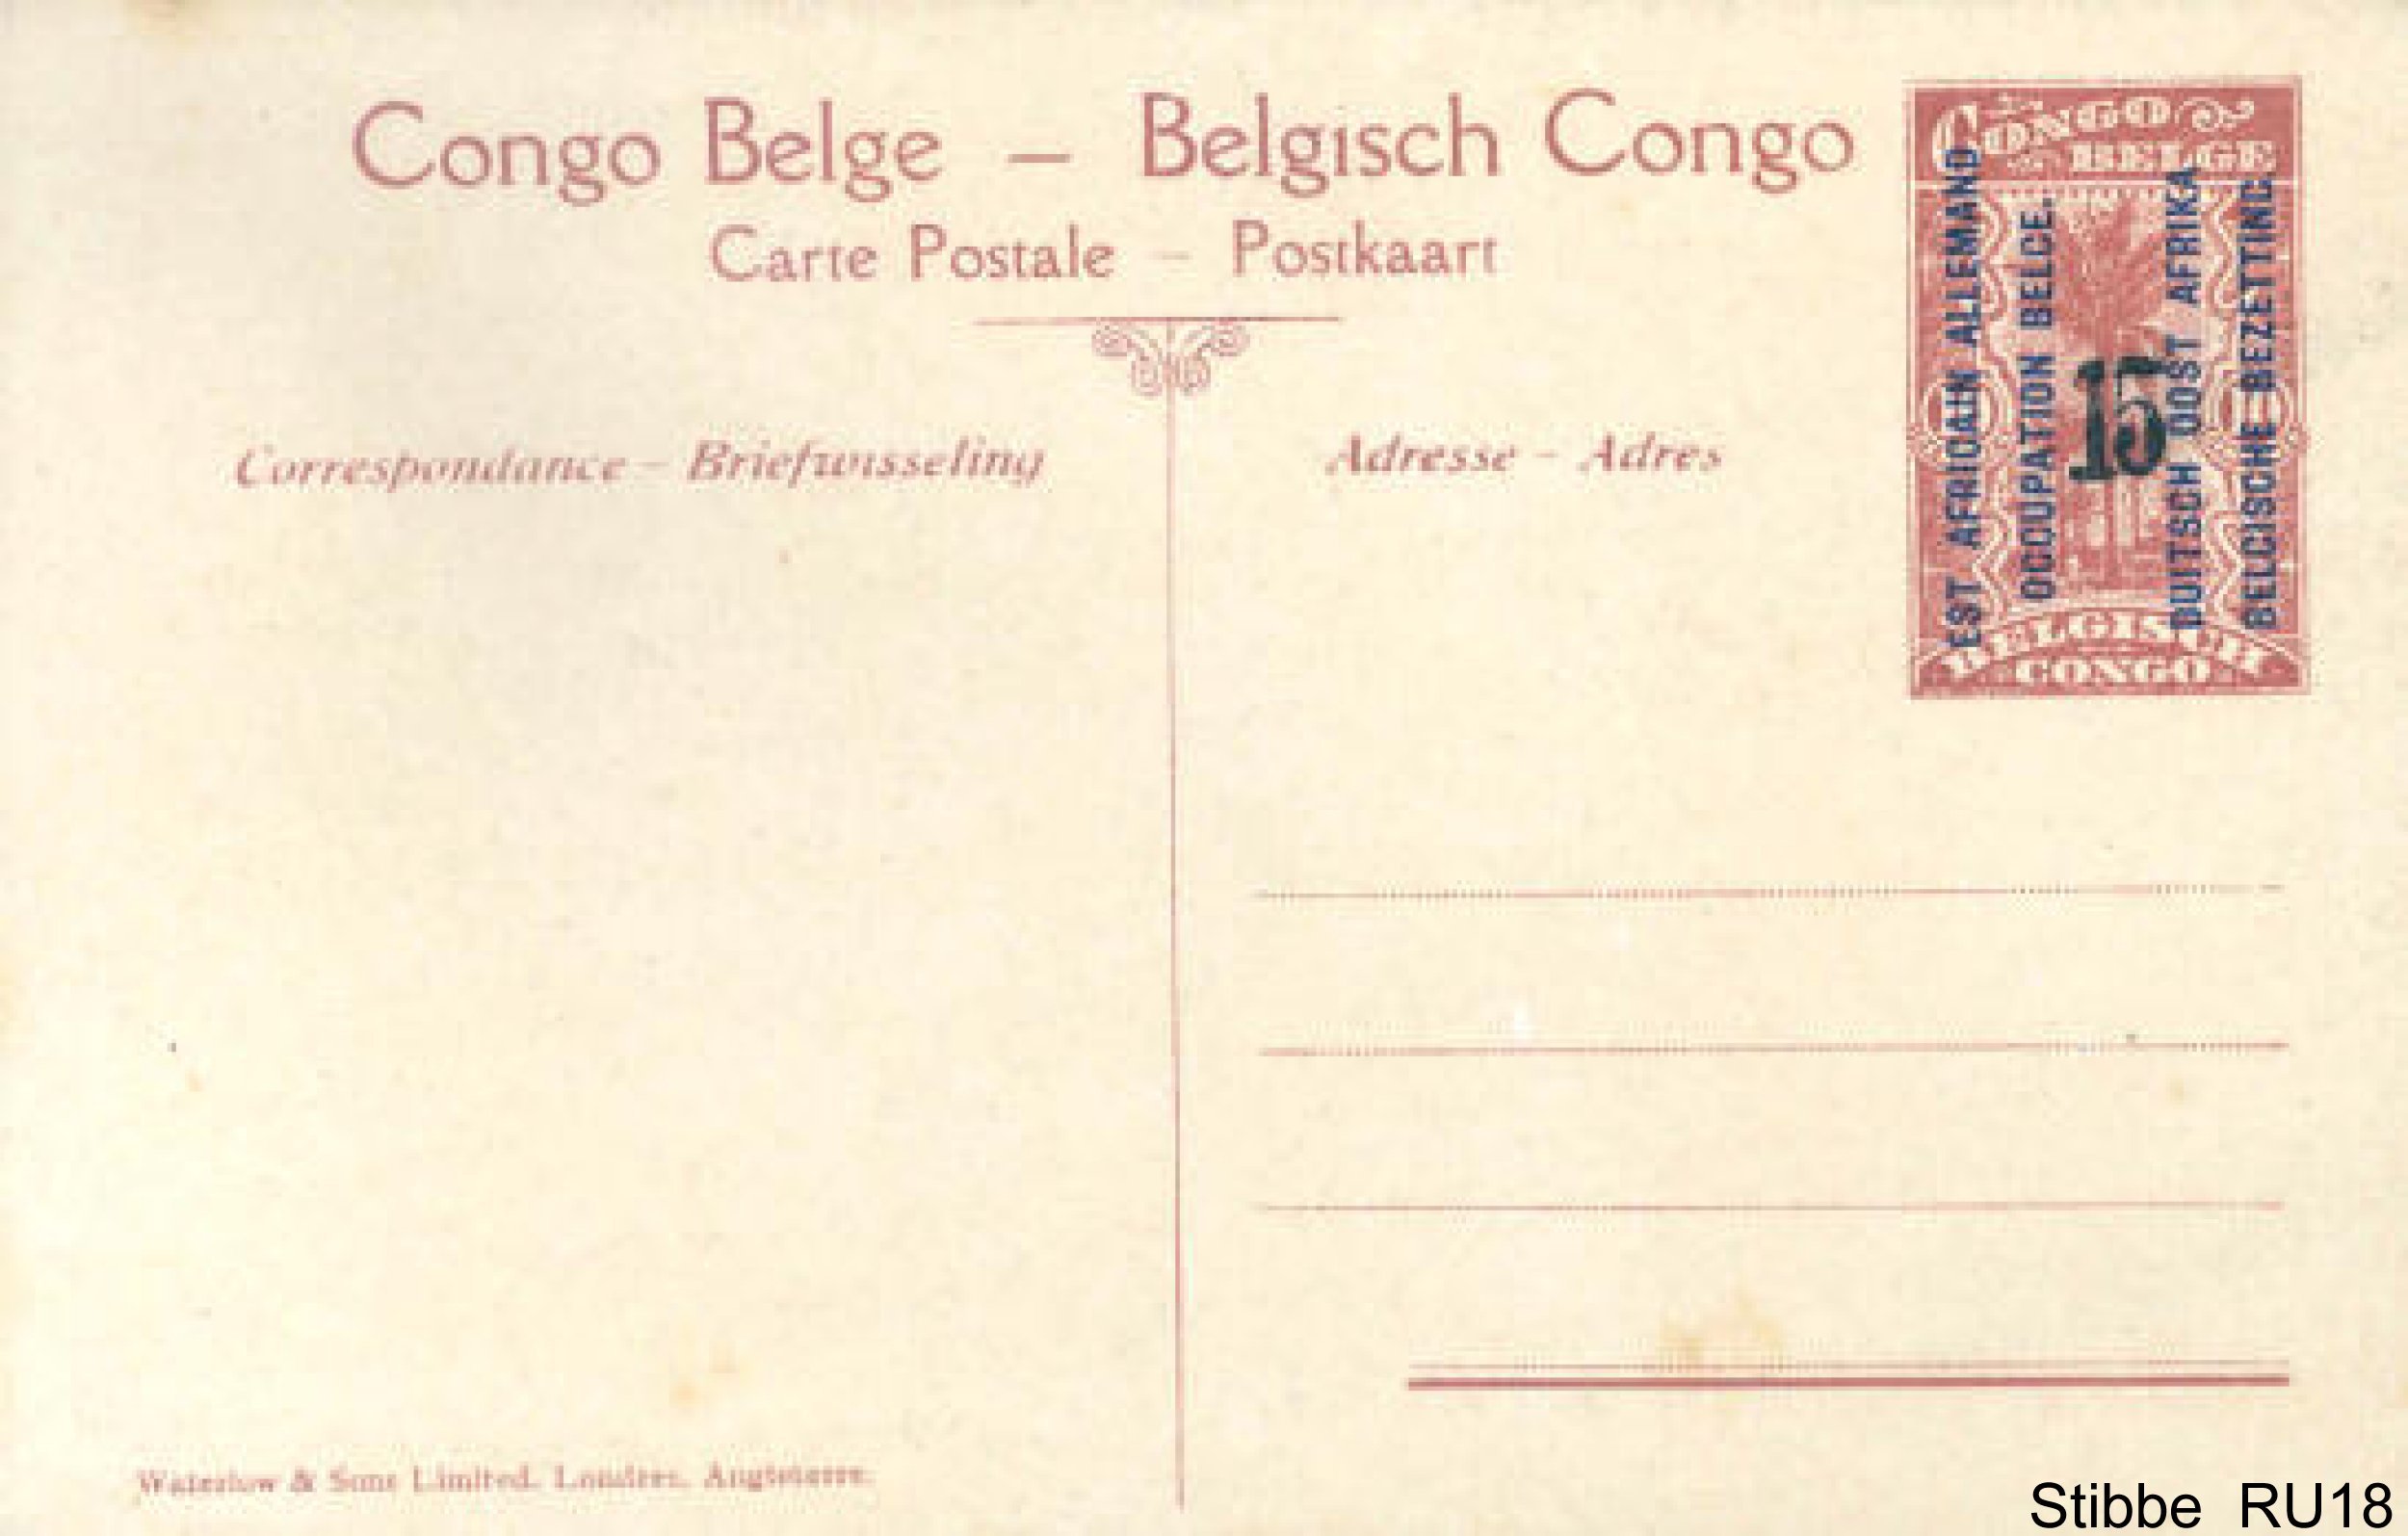 Congo Belge — Belgisch Congo
Carte Postale — Postkaart
Correspondance – Briefwisseling
Adresse – Adres
CONGO
BELGE
EST AFRICAIN ALLEMAND
OCCUPATION BELGE.
DUITSCH OOST AFRIKA
BELGISCHE BEZETTING
15
BELGISCH
CONGO
Waterlow & Sons Limited. Londres, Angleterre.
Stibbe RU18